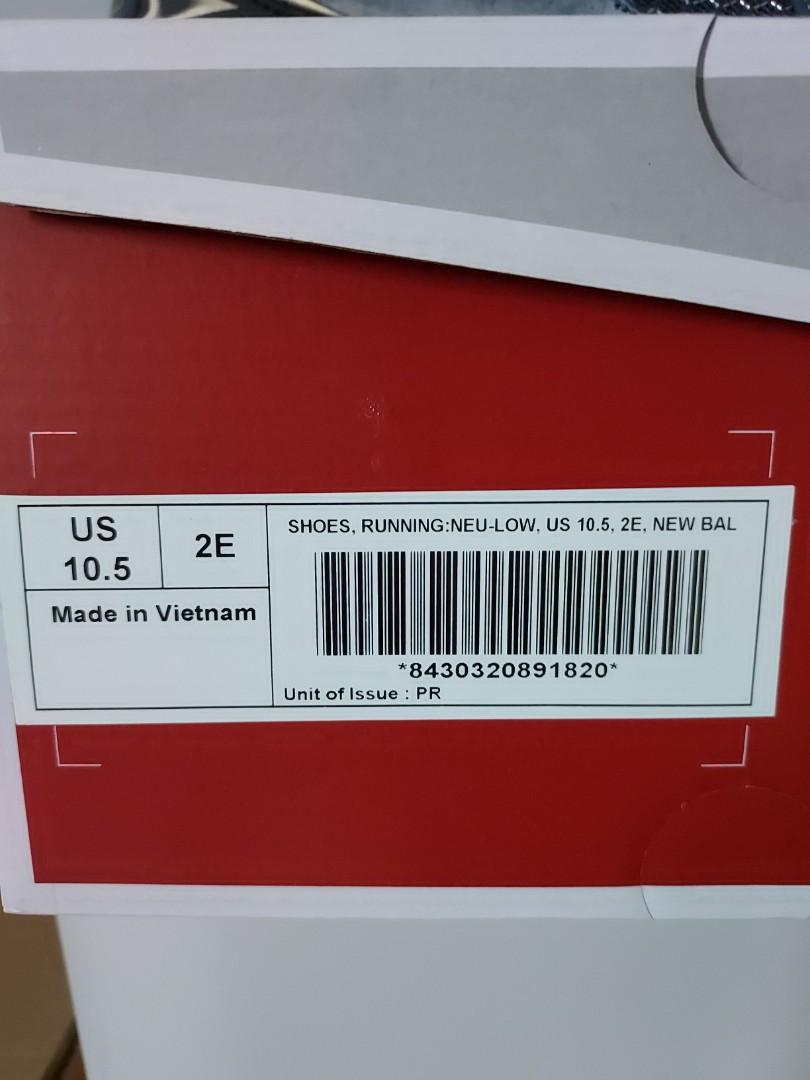 US
10.5
2E
Made in Vietnam
SHOES, RUNNING:NEU-LOW, US 10.5, 2E, NEW BAL
*8430320891820*
Unit of Issue : PR